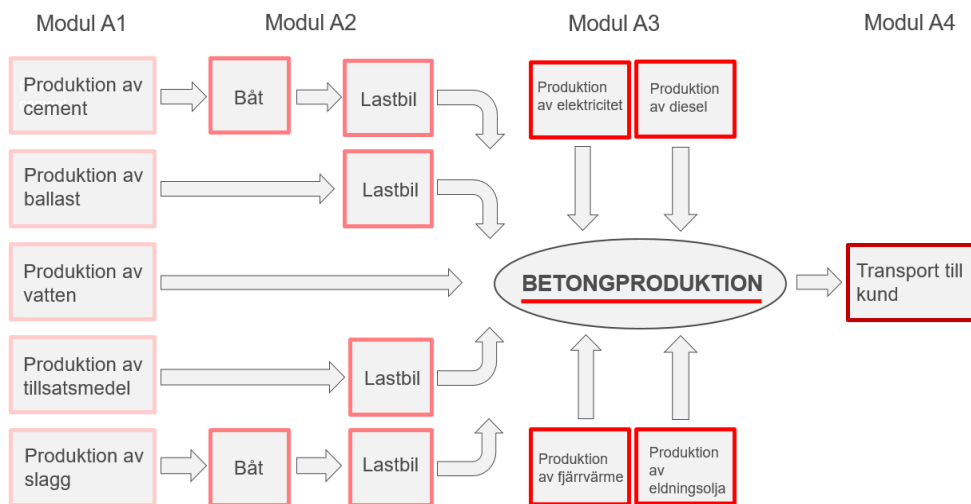 Modul A1
Modul A2
Modul A3
Modul A4
Produktion av
cement
Båt
Lastbil
Produktion
av elektricitet
Produktion
av diesel
Produktion av
ballast
Lastbil
Produktion av
vatten
BETONGPRODUKTION
Transport till
kund
Produktion av
tillsatsmedel
Lastbil
Produktion av
slagg
Båt
Lastbil
Produktion
av fjärrvärme
Produktion
av
eldningsolja